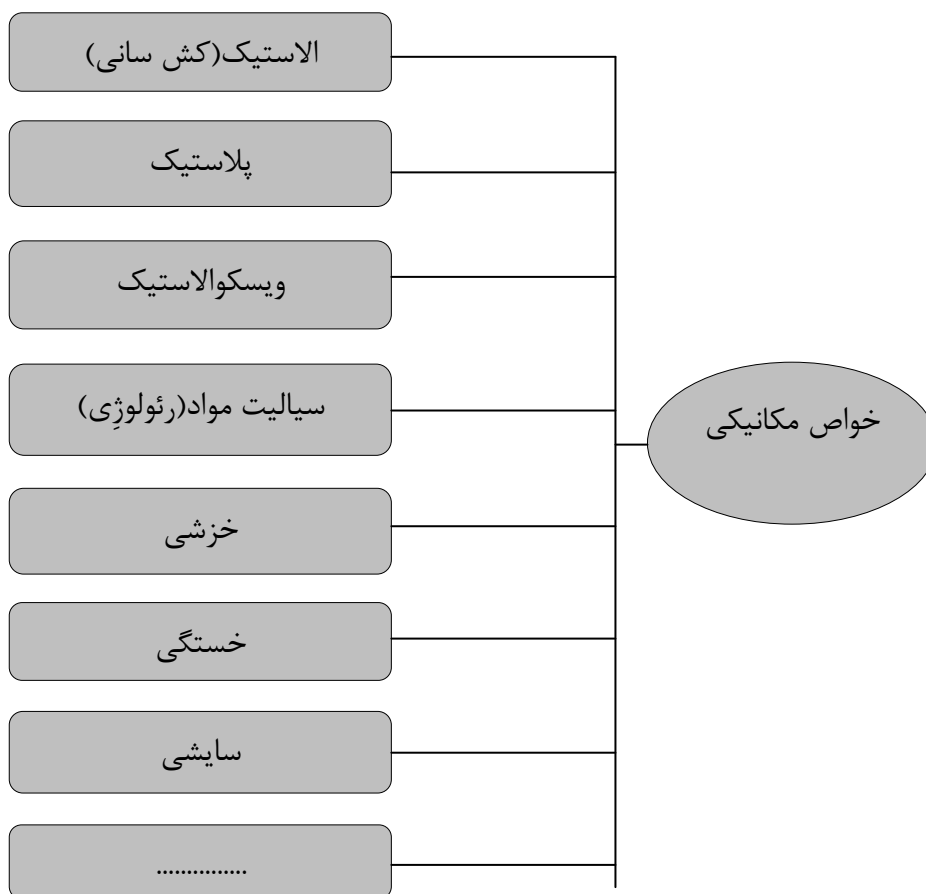 الاستیک(کش سانی)
پلاستیک
ویسکوالاستیک
سیالیت مواد(رئولوژِی)
خواص مکانیکی
خزشی
خستگی
سایشی
...............